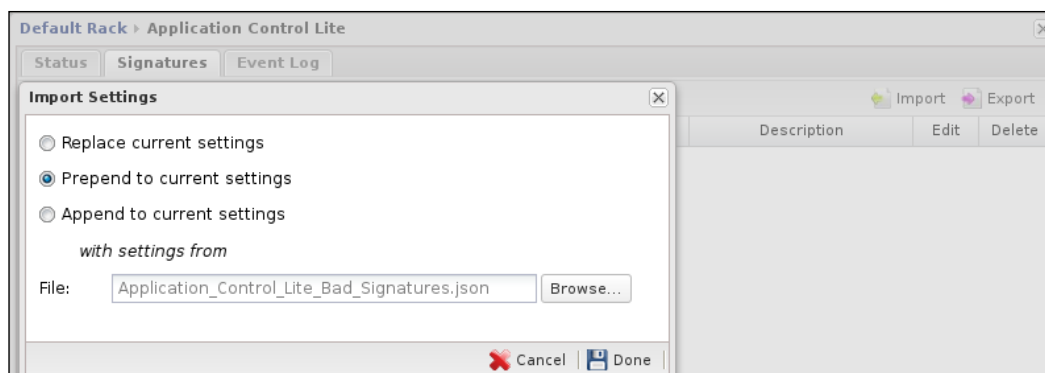 Default Rack › Application Control Lite
Status Signatures Event Log
Import Settings
Import Export
Description Edit Delete
Replace current settings
Prepend to current settings
Append to current settings
with settings from
File: Application_Control_Lite_Bad_Signatures.json Browse...
Cancel Done